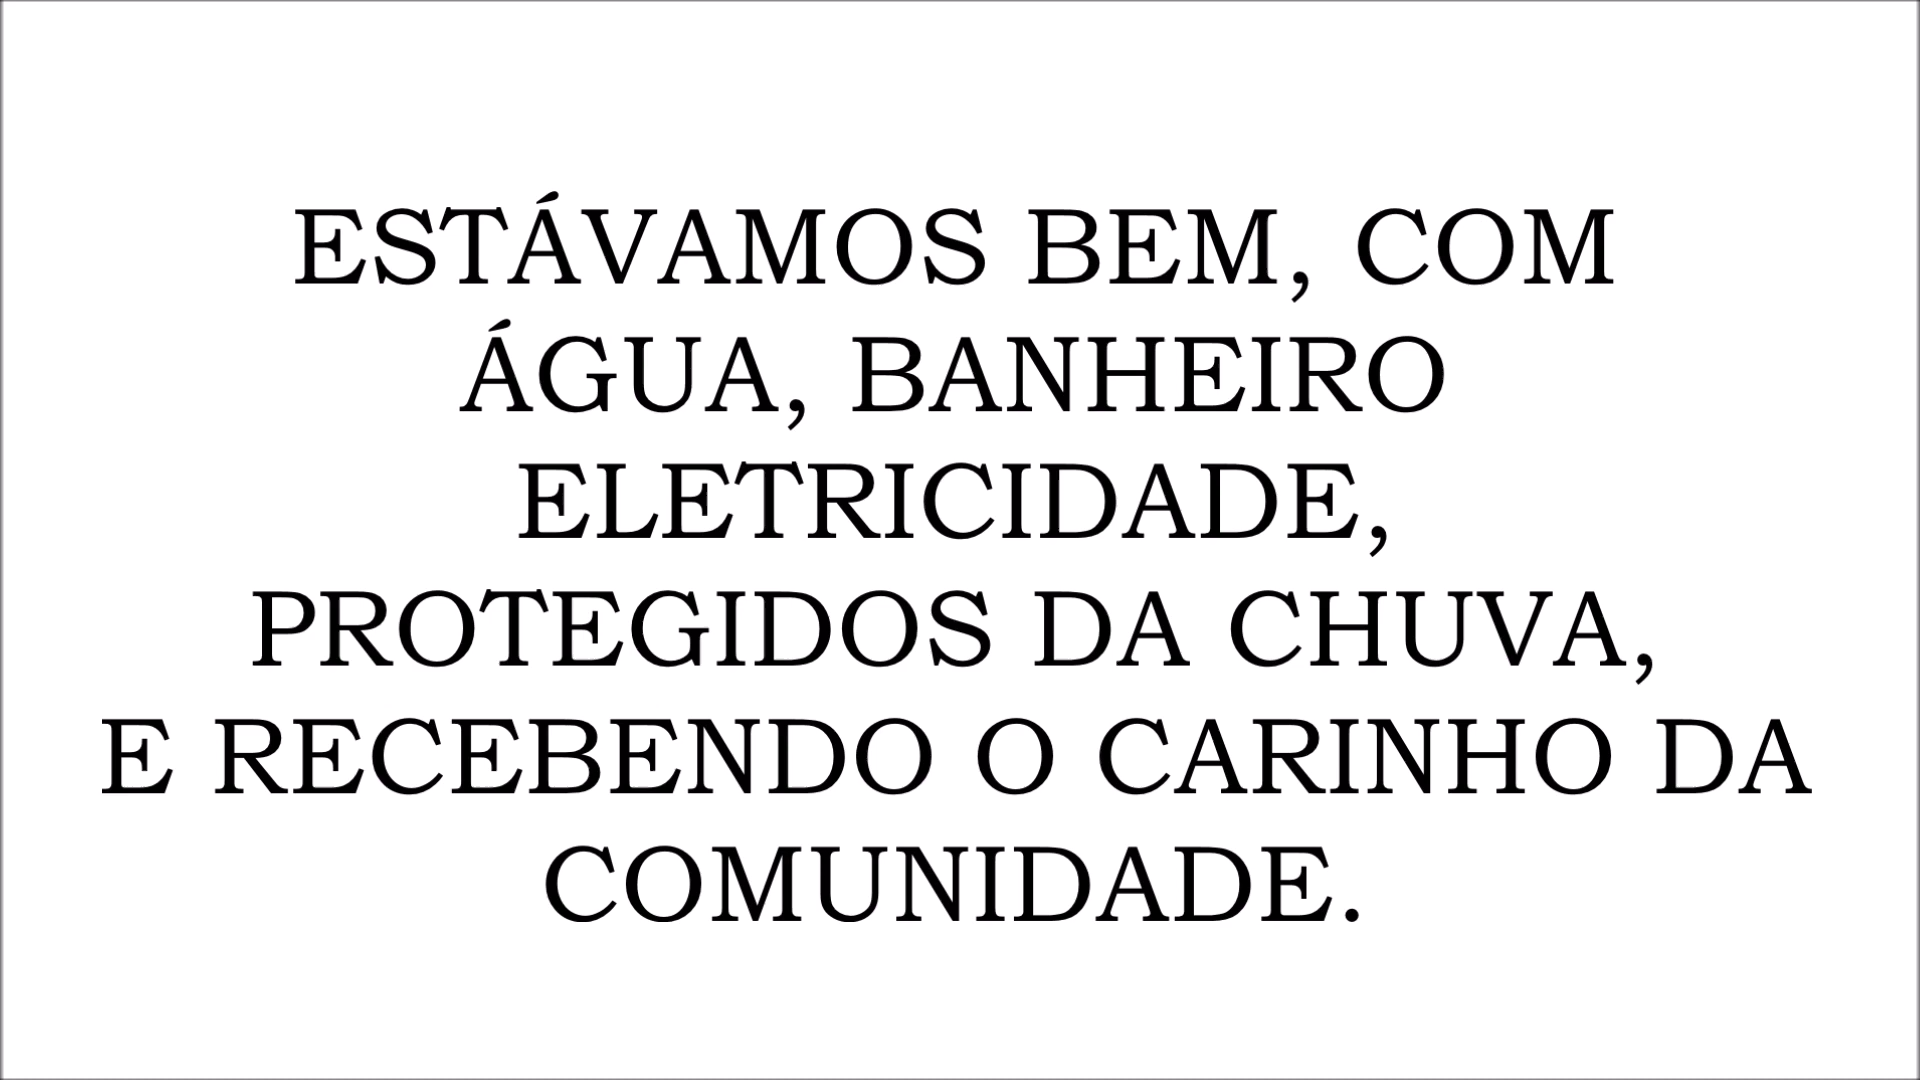 ESTÁVAMOS BEM, COM
ÁGUA, BANHEIRO
ELETRICIDADE,
PROTEGIDOS DA CHUVA,
E RECEBENDO O CARINHO DA
COMUNIDADE.